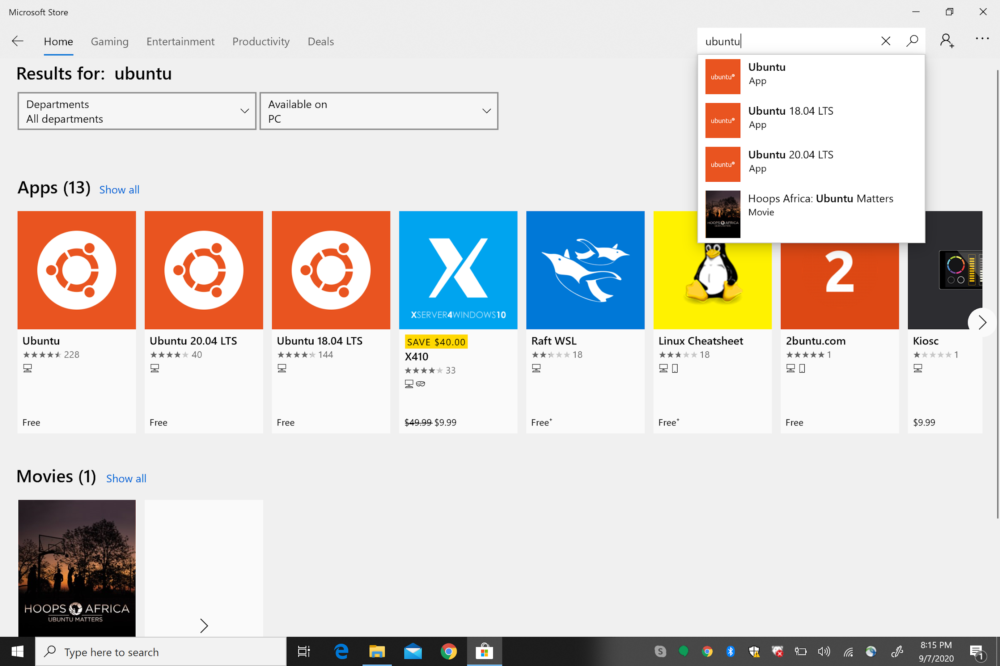 Microsoft Store
Home Gaming Entertainment Productivity Deals
ubuntu
Results for: ubuntu
Departments
All departments
Available on
PC
ubuntu®
Ubuntu
App
ubuntu®
Ubuntu 18.04 LTS
App
ubuntu®
Ubuntu 20.04 LTS
App
HOOPS AFRICA
UBUNTU MATTERS
Hoops Africa: Ubuntu Matters
Movie
Apps (13) Show all
XSERVER4WINDOWS10
2
Ubuntu
228
Free
Ubuntu 20.04 LTS
40
Free
Ubuntu 18.04 LTS
144
Free
SAVE $40.00
X410
33
$49.99 $9.99
Raft WSL
18
Free+
Linux Cheatsheet
18
Free+
2buntu.com
1
Free
Kiosc
1
$9.99
Movies (1) Show all
HOOPS AFRICA
UBUNTU MATTERS
Type here to search
8:15 PM
9/7/2020
1